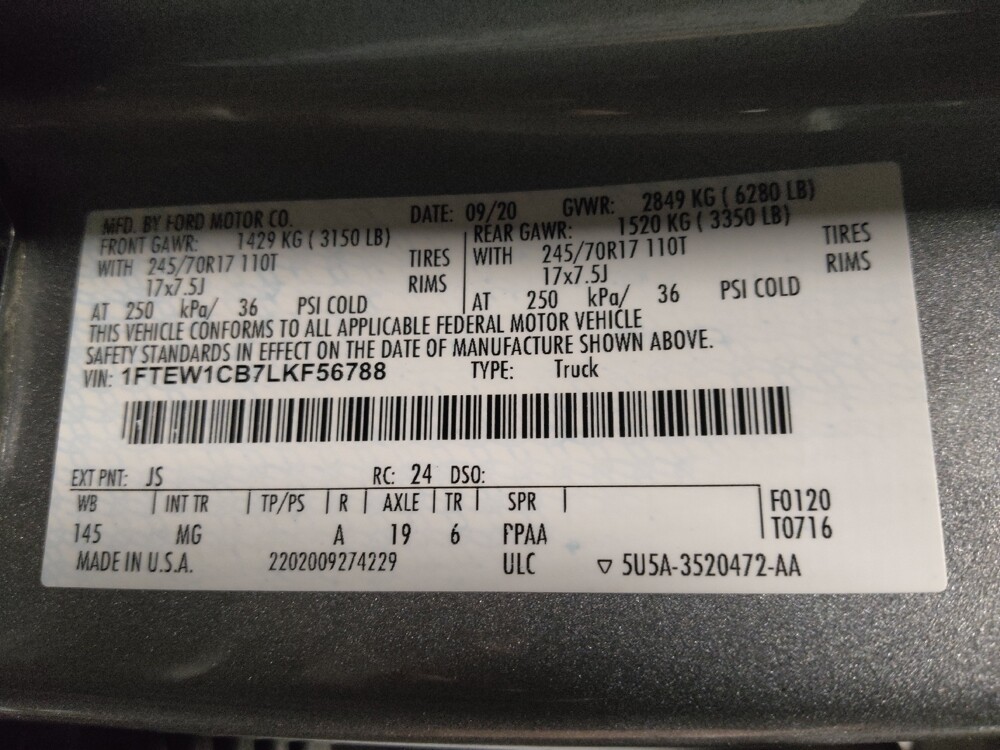 MFD. BY FORD MOTOR CO. DATE: 09/20 GVWR: 2849 KG ( 6280 LB)
FRONT GAWR: 1429 KG ( 3150 LB) REAR GAWR: 1520 KG ( 3350 LB)
WITH 245/70R17 110T TIRES WITH 245/70R17 110T TIRES
17x7.5J RIMS 17x7.5J RIMS
AT 250 kPa/ 36 PSI COLD AT 250 kPa/ 36 PSI COLD
THIS VEHICLE CONFORMS TO ALL APPLICABLE FEDERAL MOTOR VEHICLE
SAFETY STANDARDS IN EFFECT ON THE DATE OF MANUFACTURE SHOWN ABOVE.
VIN: 1FTEW1CB7LKF56788 TYPE: Truck
EXT PNT: JS RC: 24 DSO:
WB INT TR TP/PS R AXLE TR SPR F0120
145 MG A 19 6 PPAA T0716
MADE IN U.S.A. 2202009274229 ULC ▽ 5U5A-3520472-AA